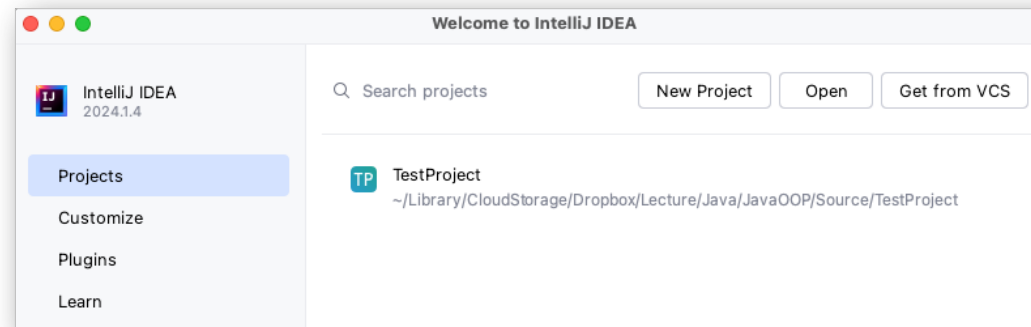 Welcome to IntelliJ IDEA
IJ
IntelliJ IDEA
2024.1.4
Projects
Customize
Plugins
Learn
Search projects
New Project
Open
Get from VCS
TP
TestProject
~/Library/CloudStorage/Dropbox/Lecture/Java/JavaOOP/Source/TestProject